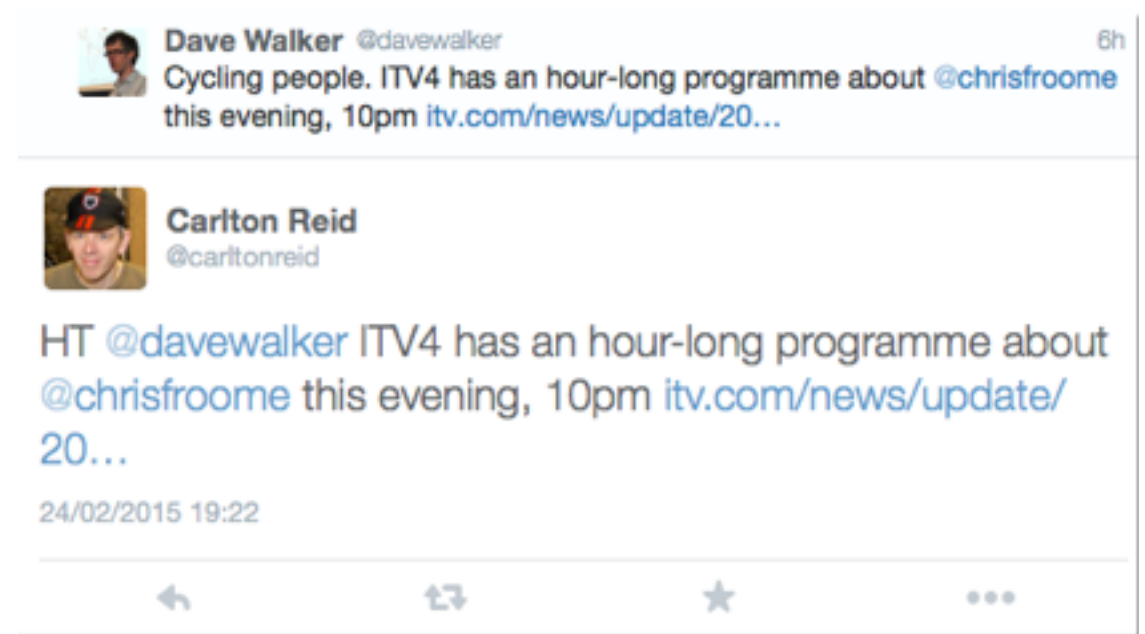 Dave Walker @davewalker 6h
Cycling people. ITV4 has an hour-long programme about @chrisfroome
this evening, 10pm itv.com/news/update/20...
Carlton Reid
@carltonreid
HT @davewalker ITV4 has an hour-long programme about
@chrisfroome this evening, 10pm itv.com/news/update/
20...
24/02/2015 19:22